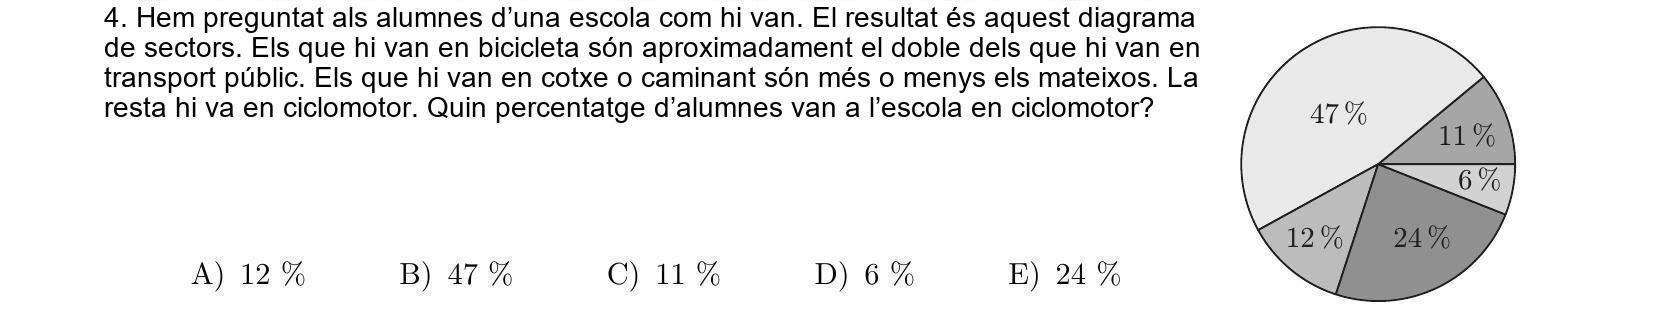 4. Hem preguntat als alumnes d’una escola com hi van. El resultat és aquest diagrama
de sectors. Els que hi van en bicicleta són aproximadament el doble dels que hi van en
transport públic. Els que hi van en cotxe o caminant són més o menys els mateixos. La
resta hi va en ciclomotor. Quin percentatge d’alumnes van a l’escola en ciclomotor?
47 %
11 %
6 %
12 %
24 %
A) 12 % B) 47 % C) 11 % D) 6 % E) 24 %